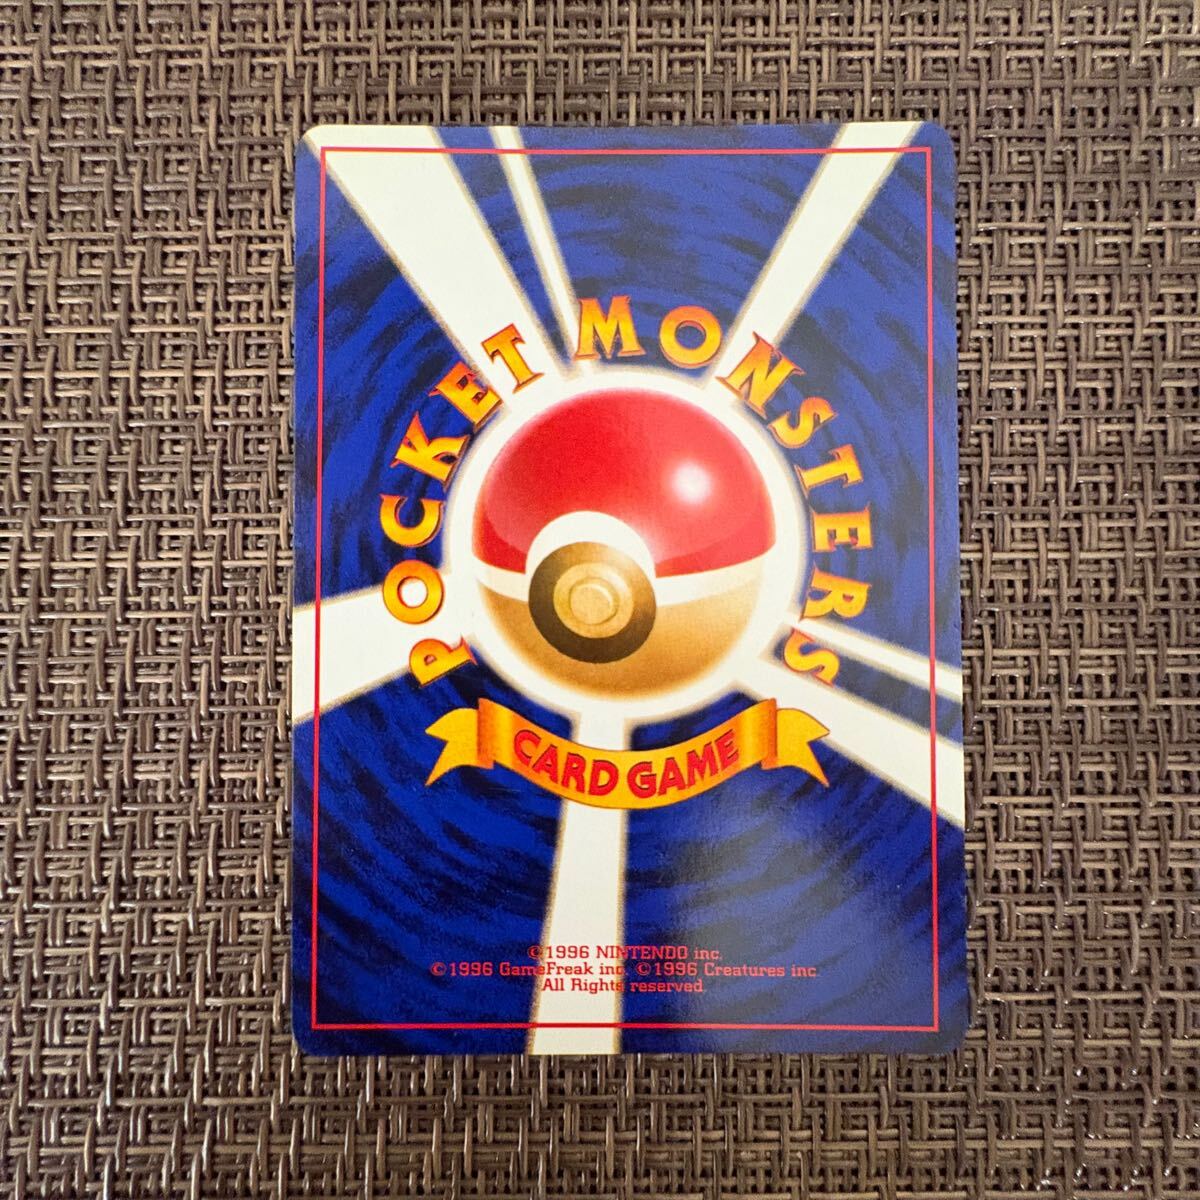 POCKET MONSTERS
CARD GAME
©1996 NINTENDO inc.
©1996 GameFreak inc. ©1996 Creatures inc.
All Rights reserved.